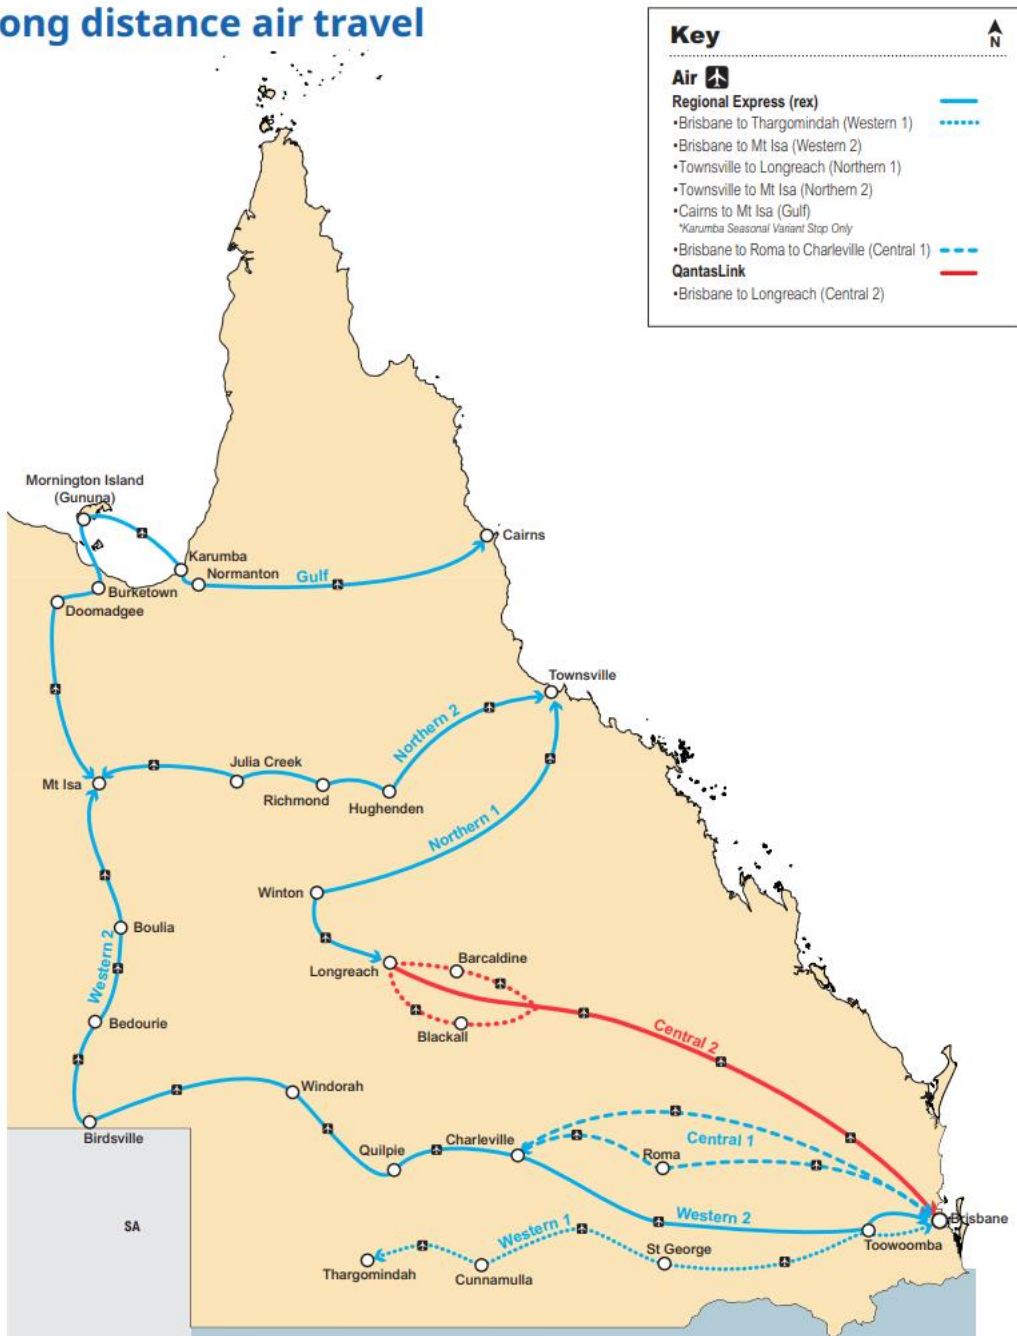 ong distance air travel
Key
N
Air
Regional Express (rex)
•Brisbane to Thargomindah (Western 1)
•Brisbane to Mt Isa (Western 2)
•Townsville to Longreach (Northern 1)
•Townsville to Mt Isa (Northern 2)
•Cairns to Mt Isa (Gulf)
*Karumba Seasonal Variant Stop Only
•Brisbane to Roma to Charleville (Central 1)
QantasLink
•Brisbane to Longreach (Central 2)
Mornington Island
(Gununa)
Cairns
Karumba
Normanton
Gulf
Burketown
Doomadgee
Townsville
Northern 2
Julia Creek
Mt Isa
Richmond
Hughenden
Northern 1
Winton
Boulia
Western 2
Barcaldine
Longreach
Bedourie
Blackall
Central 2
Windorah
Birdsville
Charleville
Central 1
Quilpie
Roma
Western 2
Brisbane
SA
Western 1
St George
Toowoomba
Thargomindah
Cunnamulla